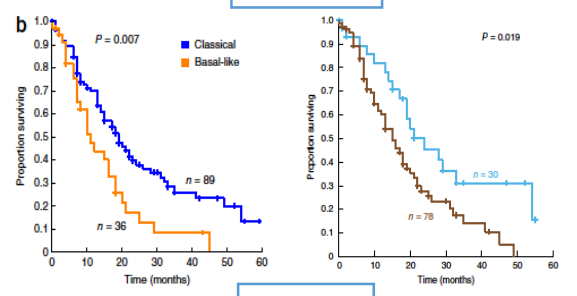 b
P = 0.007
Classical
Basal-like
n = 89
n = 36
Proportion surviving
1.0
0.9
0.8
0.7
0.6
0.5
0.4
0.3
0.2
0.1
0
0 10 20 30 40 50 60
Time (months)
P = 0.019
n = 30
n = 78
Proportion surviving
1.0
0.9
0.8
0.7
0.6
0.5
0.4
0.3
0.2
0.1
0
0 10 20 30 40 50 60
Time (months)